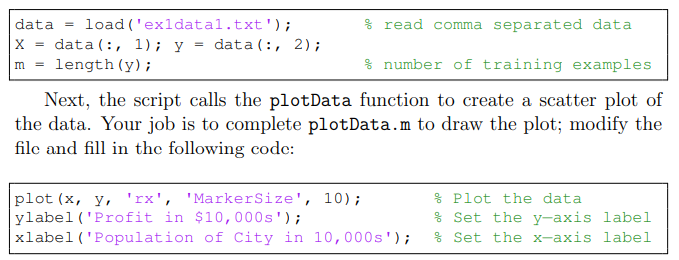 data = load('ex1data1.txt');       % read comma separated data
X = data(:, 1); y = data(:, 2);
m = length(y);                     % number of training examples
Next, the script calls the plotData function to create a scatter plot of
the data. Your job is to complete plotData.m to draw the plot; modify the
file and fill in the following code:
plot(x, y, 'rx', 'MarkerSize', 10);       % Plot the data
ylabel('Profit in $10,000s');             % Set the y−axis label
xlabel('Population of City in 10,000s');  % Set the x−axis label